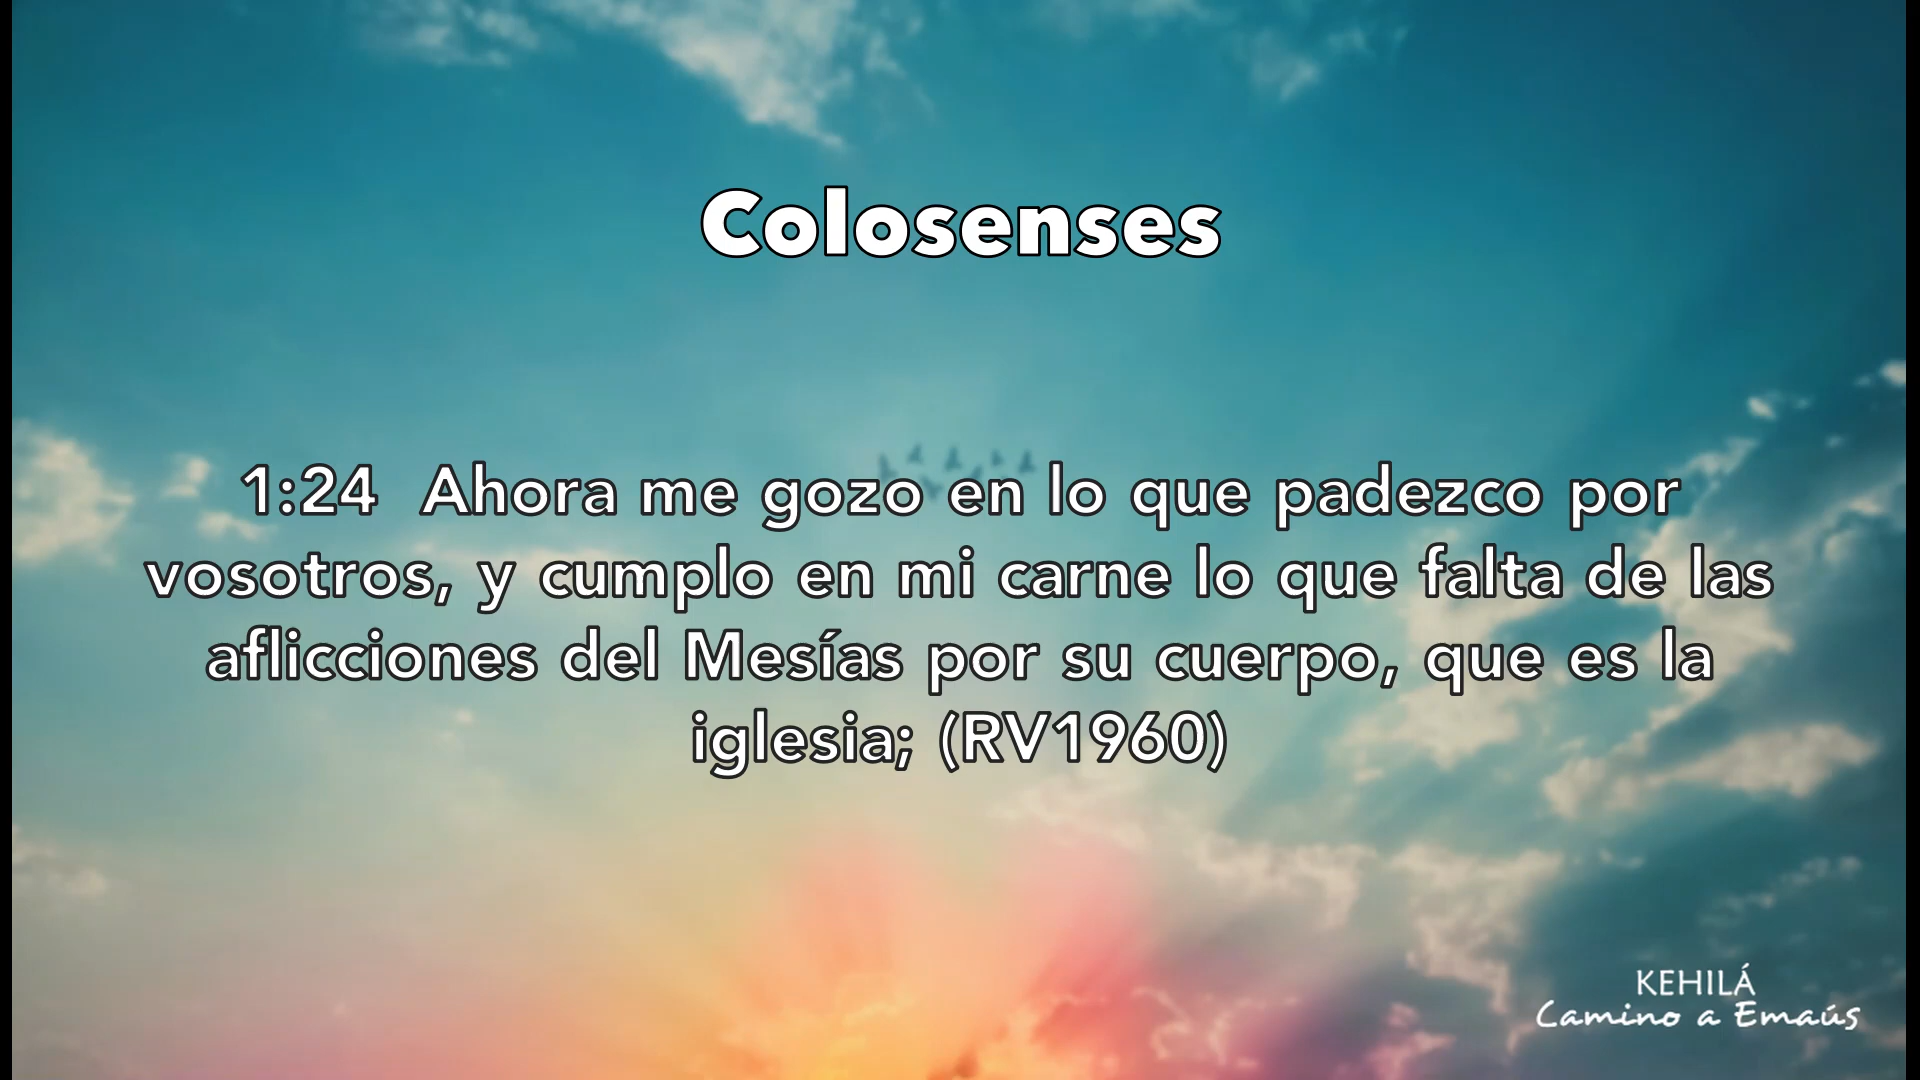 Colosenses
1:24 Ahora me gozo en lo que padezco por
vosotros, y cumplo en mi carne lo que falta de las
aflicciones del Mesías por su cuerpo, que es la
iglesia; (RV1960)
KEHILÁ
Camino a Emaús